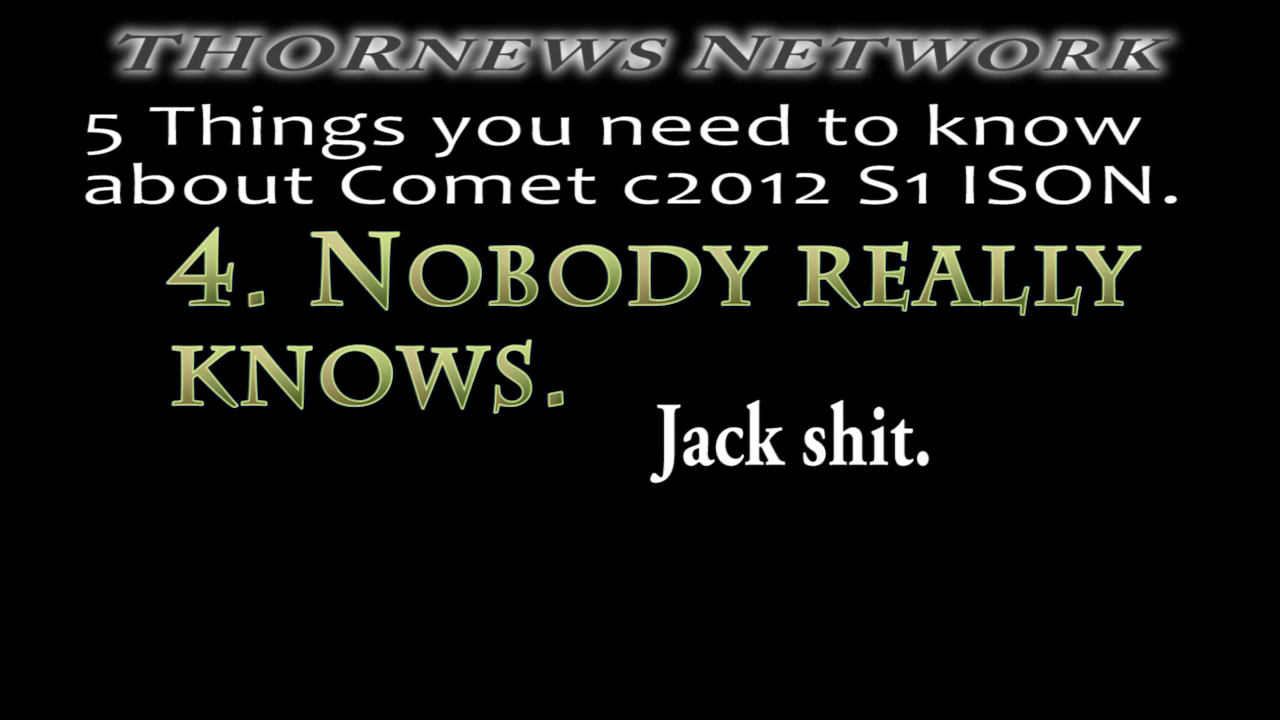 THORNEWS NETWORK
5 Things you need to know
about Comet c2012 S1 ISON.
4. NOBODY REALLY
KNOWS.
Jack shit.